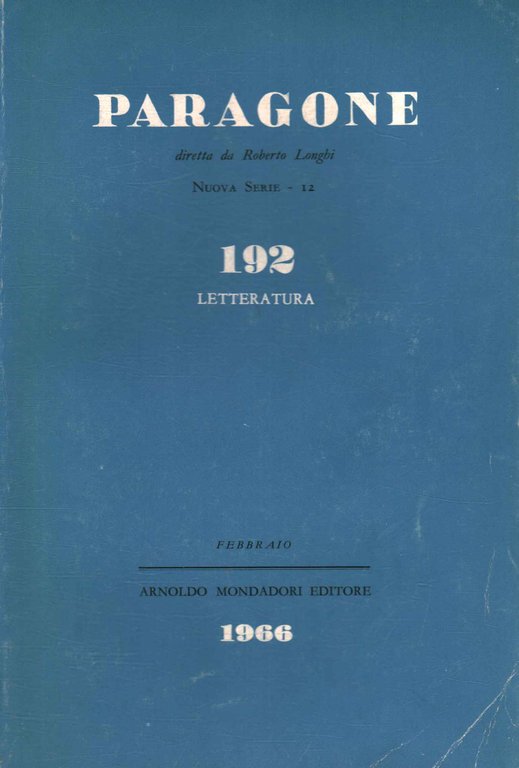 PARAGONE
diretta da Roberto Longhi
NUOVA SERIE - 12
192
LETTERATURA
FEBBRAIO
ARNOLDO MONDADORI EDITORE
1966